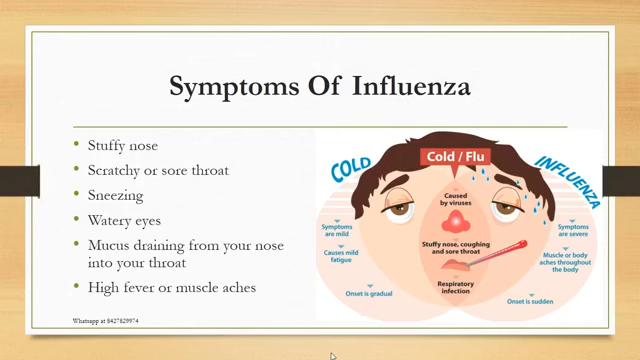 Symptoms Of Influenza
Stuffy nose
Scratchy or sore throat
Sneezing
Watery eyes
Mucus draining from your nose
into your throat
High fever or muscle aches
Whatsapp at 8427829974
COLD
Cold / Flu
INFLUENZA
Symptoms
are mild
Causes mild
fatigue
Onset is gradual
Caused
by viruses
Stuffy nose, coughing
and sore throat
Respiratory
infection
Symptoms
are severe
Muscle or body
aches throughout
the body
Onset is sudden